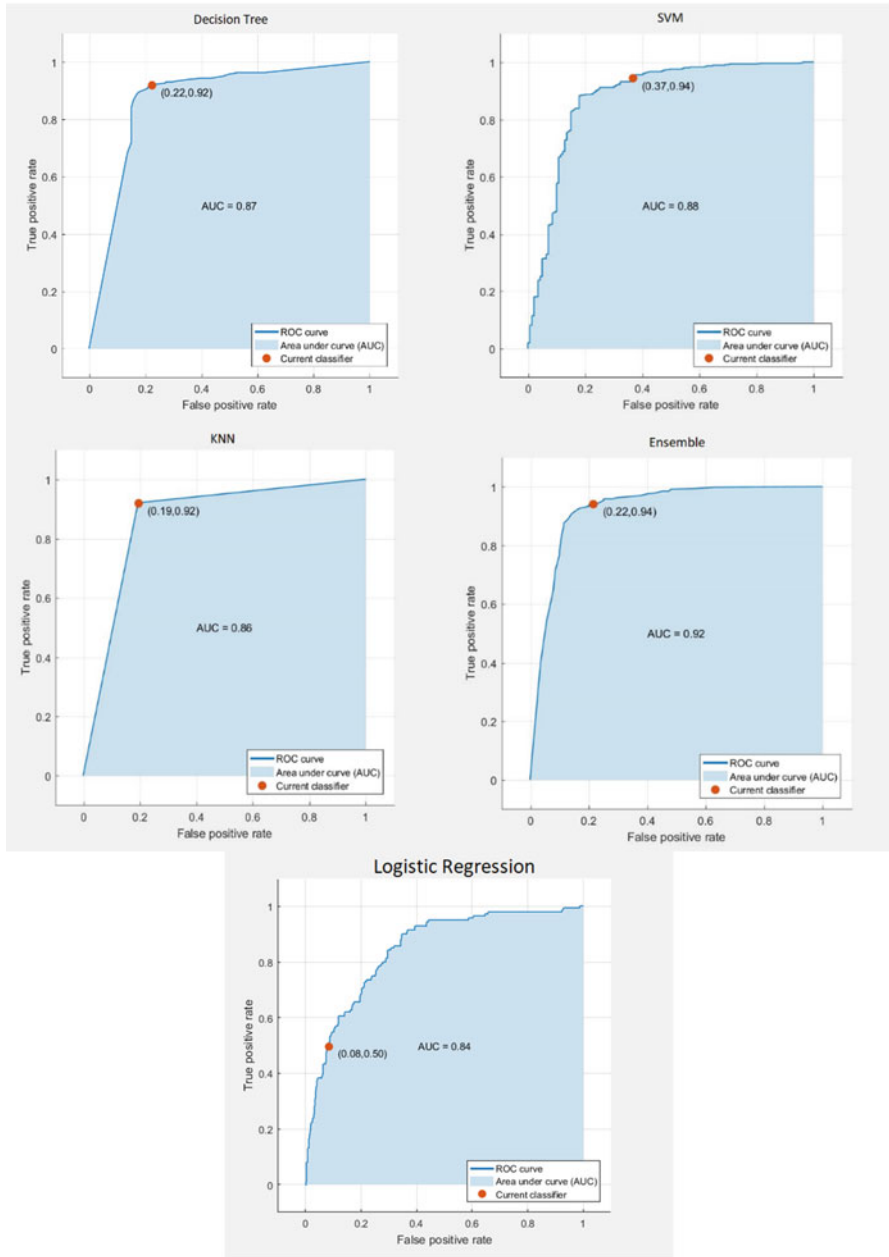 Decision Tree
1
0.8
0.6
0.4
0.2
0
True positive rate
(0.22,0.92)
AUC = 0.87
ROC curve
Area under curve (AUC)
Current classifier
0
0.2
0.4
0.6
0.8
1
False positive rate
SVM
1
0.8
0.6
0.4
0.2
0
True positive rate
(0.37,0.94)
AUC = 0.88
ROC curve
Area under curve (AUC)
Current classifier
0
0.2
0.4
0.6
0.8
1
False positive rate
KNN
1
0.8
0.6
0.4
0.2
0
True positive rate
(0.19,0.92)
AUC = 0.86
ROC curve
Area under curve (AUC)
Current classifier
0
0.2
0.4
0.6
0.8
1
False positive rate
Ensemble
1
0.8
0.6
0.4
0.2
0
True positive rate
(0.22,0.94)
AUC = 0.92
ROC curve
Area under curve (AUC)
Current classifier
0
0.2
0.4
0.6
0.8
1
False positive rate
Logistic Regression
1
0.8
0.6
0.4
0.2
0
True positive rate
(0.08,0.50)
AUC = 0.84
ROC curve
Area under curve (AUC)
Current classifier
0
0.2
0.4
0.6
0.8
1
False positive rate